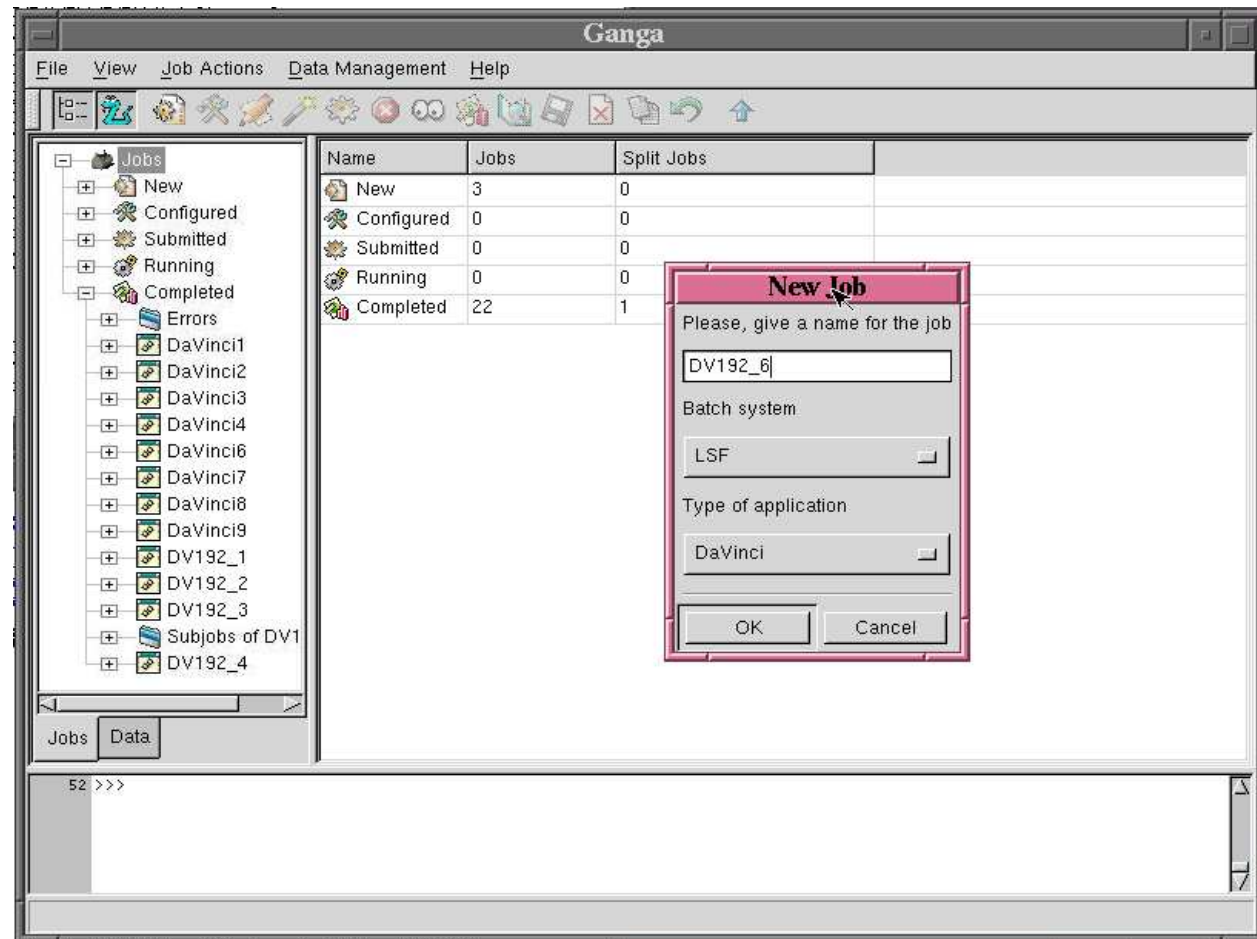 Ganga
File View Job Actions Data Management Help
Jobs
New
Configured
Submitted
Running
Completed
Errors
DaVinci1
DaVinci2
DaVinci3
DaVinci4
DaVinci6
DaVinci7
DaVinci8
DaVinci9
DV192_1
DV192_2
DV192_3
Subjobs of DV1
DV192_4
Jobs Data
Name Jobs Split Jobs
New 3 0
Configured 0 0
Submitted 0 0
Running 0 0
Completed 22 1
New Job
Please, give a name for the job
DV192_6
Batch system
LSF
Type of application
DaVinci
OK Cancel
52 >>>